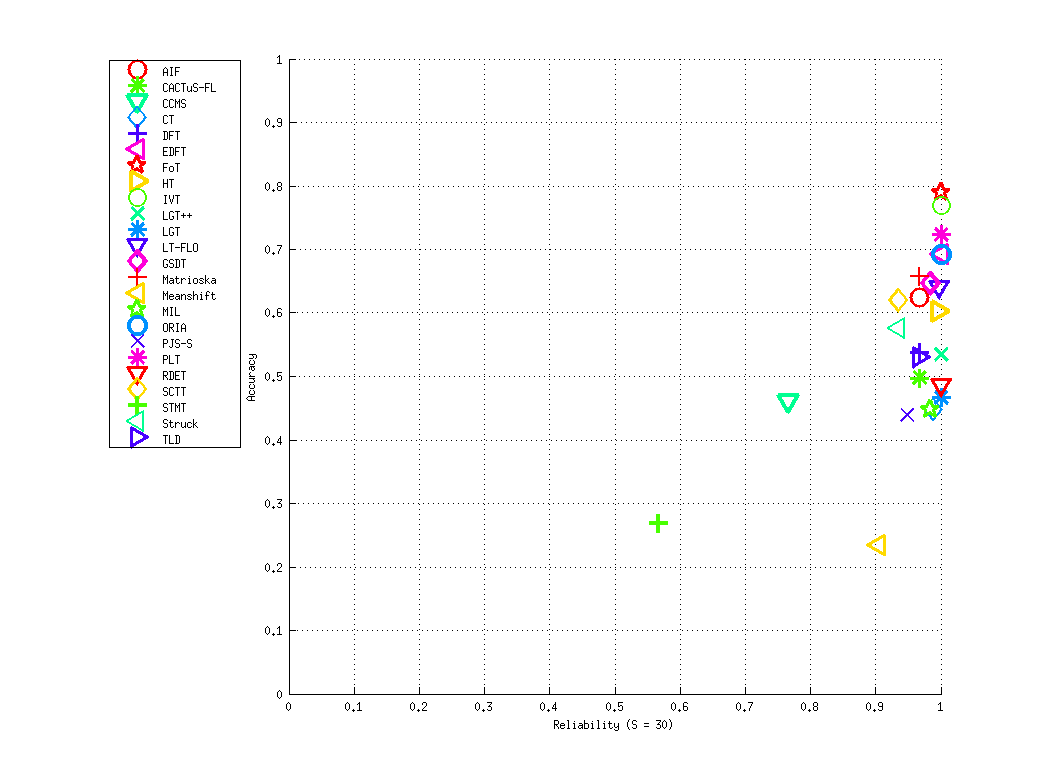 AIF
CACTuS-FL
CCMS
CT
DFT
EDFT
FoT
HT
IVT
LGT++
LGT
LT-FLO
GSDT
Matrioska
Meanshift
MIL
ORIA
PJS-S
PLT
RDET
SCTT
STMT
Struck
TLD
1
0.9
0.8
0.7
0.6
0.5
0.4
0.3
0.2
0.1
0
Accuracy
0 0.1 0.2 0.3 0.4 0.5 0.6 0.7 0.8 0.9 1
Reliability (S = 30)